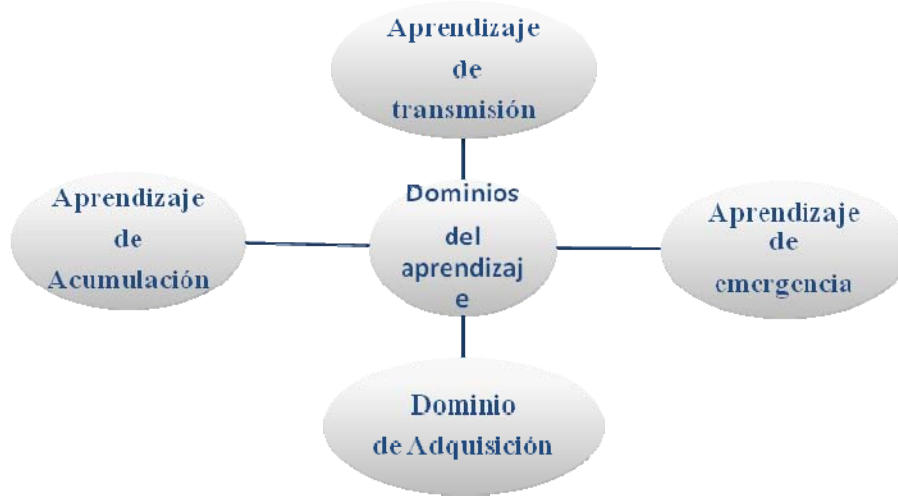 Aprendizaje
de
transmisión
Aprendizaje
de
Acumulación
Dominios
del
aprendizaj
e
Aprendizaje
de
emergencia
Dominio
de Adquisición